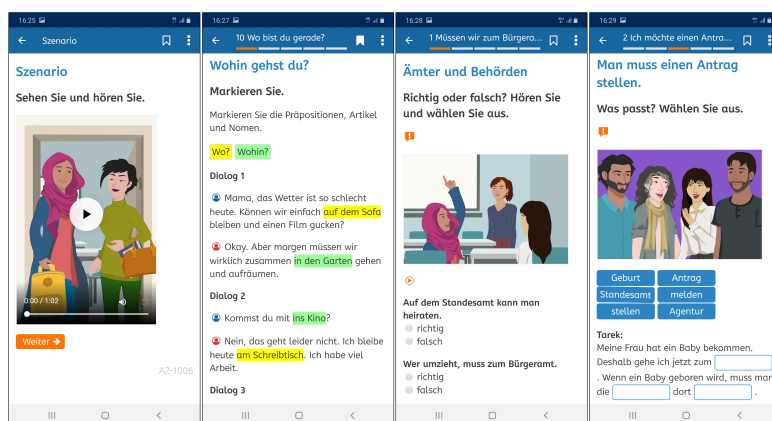 16:25
Szenario
Szenario
Sehen Sie und hören Sie.
0:00 / 1:02
Weiter →
A2-1006
16:27
10 Wo bist du gerade?
Wohin gehst du?
Markieren Sie.
Markieren Sie die Präpositionen, Artikel
und Nomen.
Wo? Wohin?
Dialog 1
Mama, das Wetter ist so schlecht
heute. Können wir einfach auf dem Sofa
bleiben und einen Film gucken?
Okay. Aber morgen müssen wir
wirklich zusammen in den Garten gehen
und aufräumen.
Dialog 2
Kommst du mit ins Kino?
Nein, das geht leider nicht. Ich bleibe
heute am Schreibtisch. Ich habe viel
Arbeit.
Dialog 3
16:28
1 Müssen wir zum Bürgera...
Ämter und Behörden
Richtig oder falsch? Hören Sie
und wählen Sie aus.
Auf dem Standesamt kann man
heiraten.
richtig
falsch
Wer umzieht, muss zum Bürgeramt.
richtig
falsch
16:29
2 Ich möchte einen Antra...
Man muss einen Antrag
stellen.
Was passt? Wählen Sie aus.
Geburt Antrag
Standesamt melden
stellen Agentur
Tarek:
Meine Frau hat ein Baby bekommen.
Deshalb gehe ich jetzt zum
. Wenn ein Baby geboren wird, muss man
die dort .